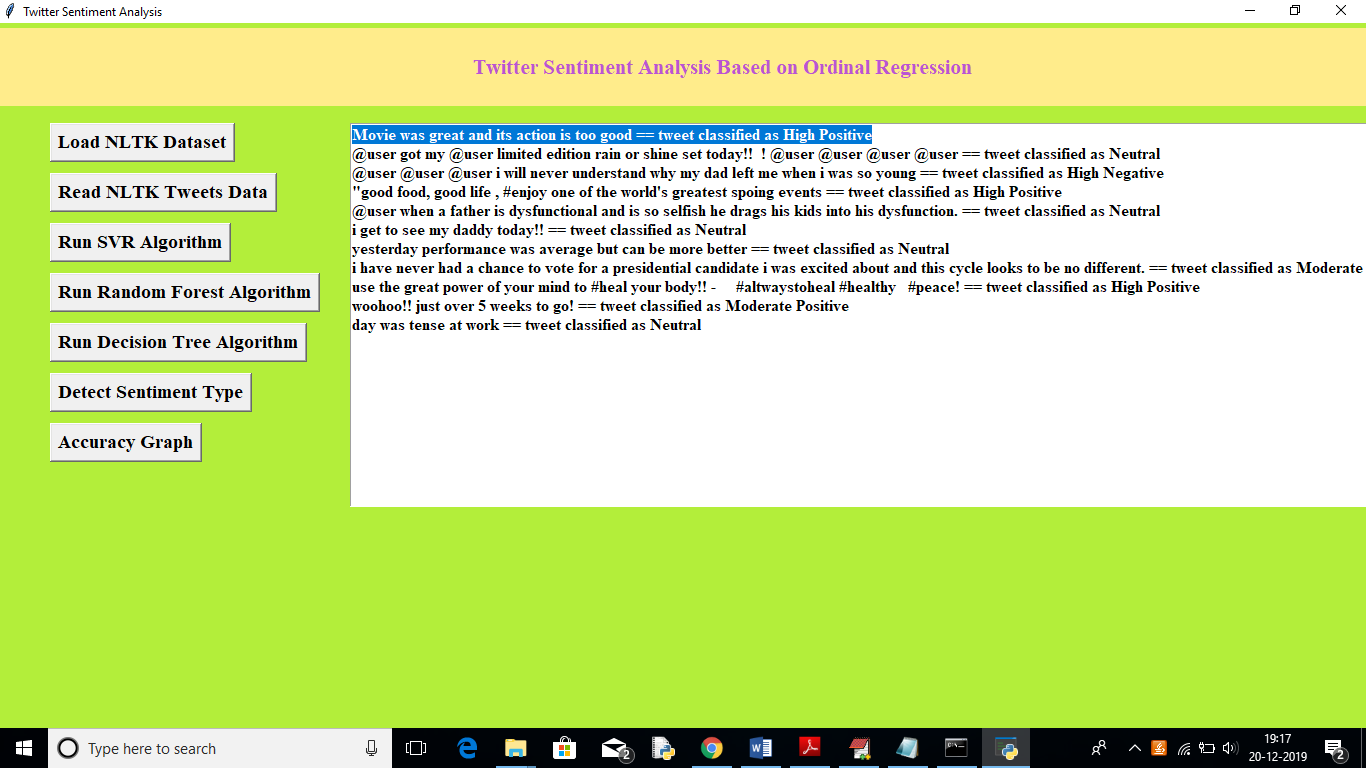 Twitter Sentiment Analysis
Twitter Sentiment Analysis Based on Ordinal Regression
Load NLTK Dataset
Read NLTK Tweets Data
Run SVR Algorithm
Run Random Forest Algorithm
Run Decision Tree Algorithm
Detect Sentiment Type
Accuracy Graph
Movie was great and its action is too good == tweet classified as High Positive
@user got my @user limited edition rain or shine set today!!  ! @user @user @user @user == tweet classified as Neutral
@user @user @user i will never understand why my dad left me when i was so young == tweet classified as High Negative
"good food, good life , #enjoy one of the world's greatest spoing events == tweet classified as High Positive
@user when a father is dysfunctional and is so selfish he drags his kids into his dysfunction. == tweet classified as Neutral
i get to see my daddy today!! == tweet classified as Neutral
yesterday performance was average but can be more better == tweet classified as Neutral
i have never had a chance to vote for a presidential candidate i was excited about and this cycle looks to be no different. == tweet classified as Moderate
use the great power of your mind to #heal your body!! -     #altwaystoheal #healthy   #peace! == tweet classified as High Positive
woohoo!! just over 5 weeks to go! == tweet classified as Moderate Positive
day was tense at work == tweet classified as Neutral
Type here to search
2
19:17
20-12-2019
2